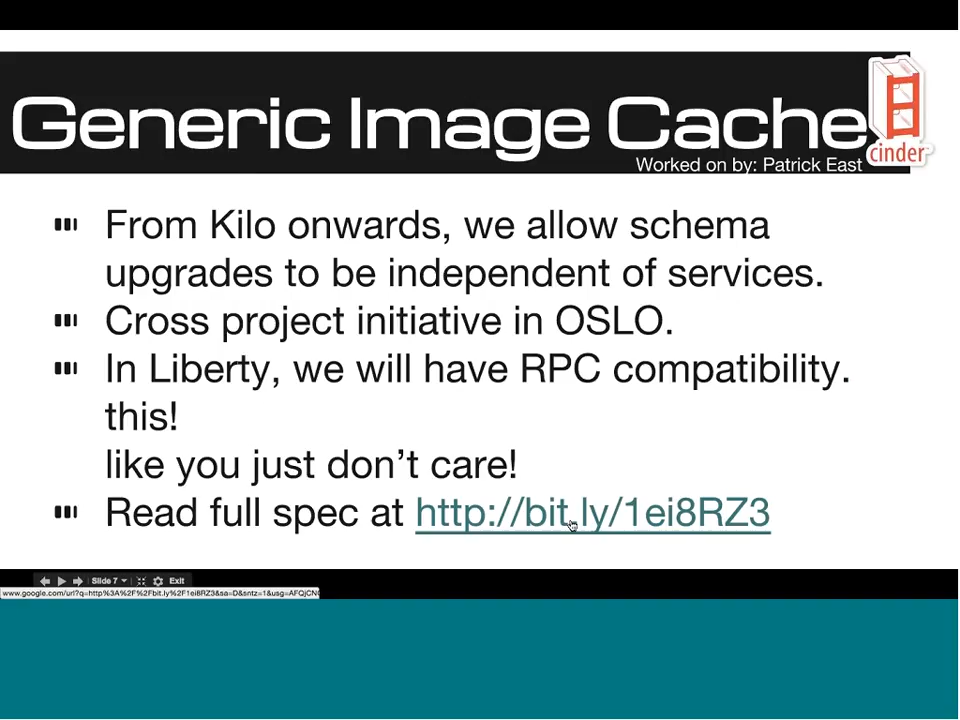 Generic Image Cache
cinder
Worked on by: Patrick East
From Kilo onwards, we allow schema
upgrades to be independent of services.
Cross project initiative in OSLO.
In Liberty, we will have RPC compatibility.
this!
like you just don’t care!
Read full spec at http://bit.ly/1ei8RZ3
Slide 7 Exit
www.google.com/url?q=http%3A%2F%2Fbit.ly%2F1ei8RZ3&sa=D&sntz=1&usg=AFQjCN